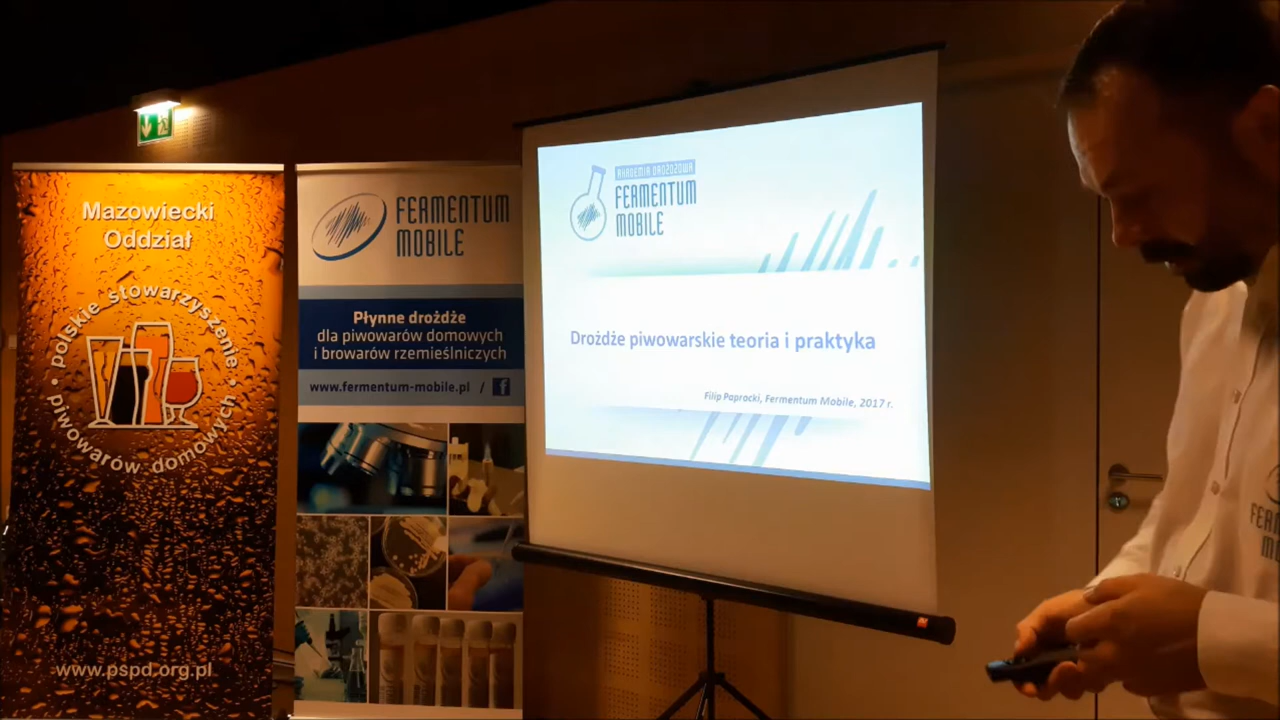 Mazowiecki
Oddział
polskie stowarzyszenie
piwowarów domowych
www.pspd.org.pl
FERMENTUM
MOBILE
Płynne drożdże
dla piwowarów domowych
i browarów rzemieślniczych
www.fermentum-mobile.pl / f
AKADEMIA DROŻDŻOWA
FERMENTUM
MOBILE
Drożdże piwowarskie teoria i praktyka
Filip Paprocki, Fermentum Mobile, 2017 r.